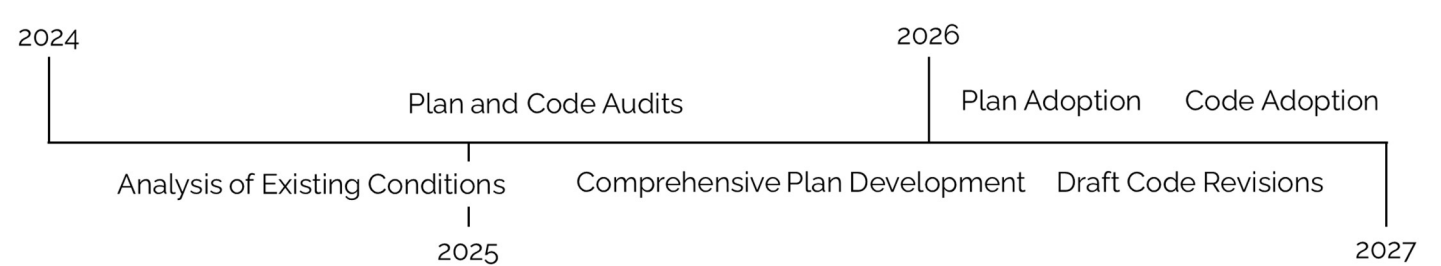 2024
2026
Plan and Code Audits
Plan Adoption
Code Adoption
Analysis of Existing Conditions
Comprehensive Plan Development
Draft Code Revisions
2025
2027